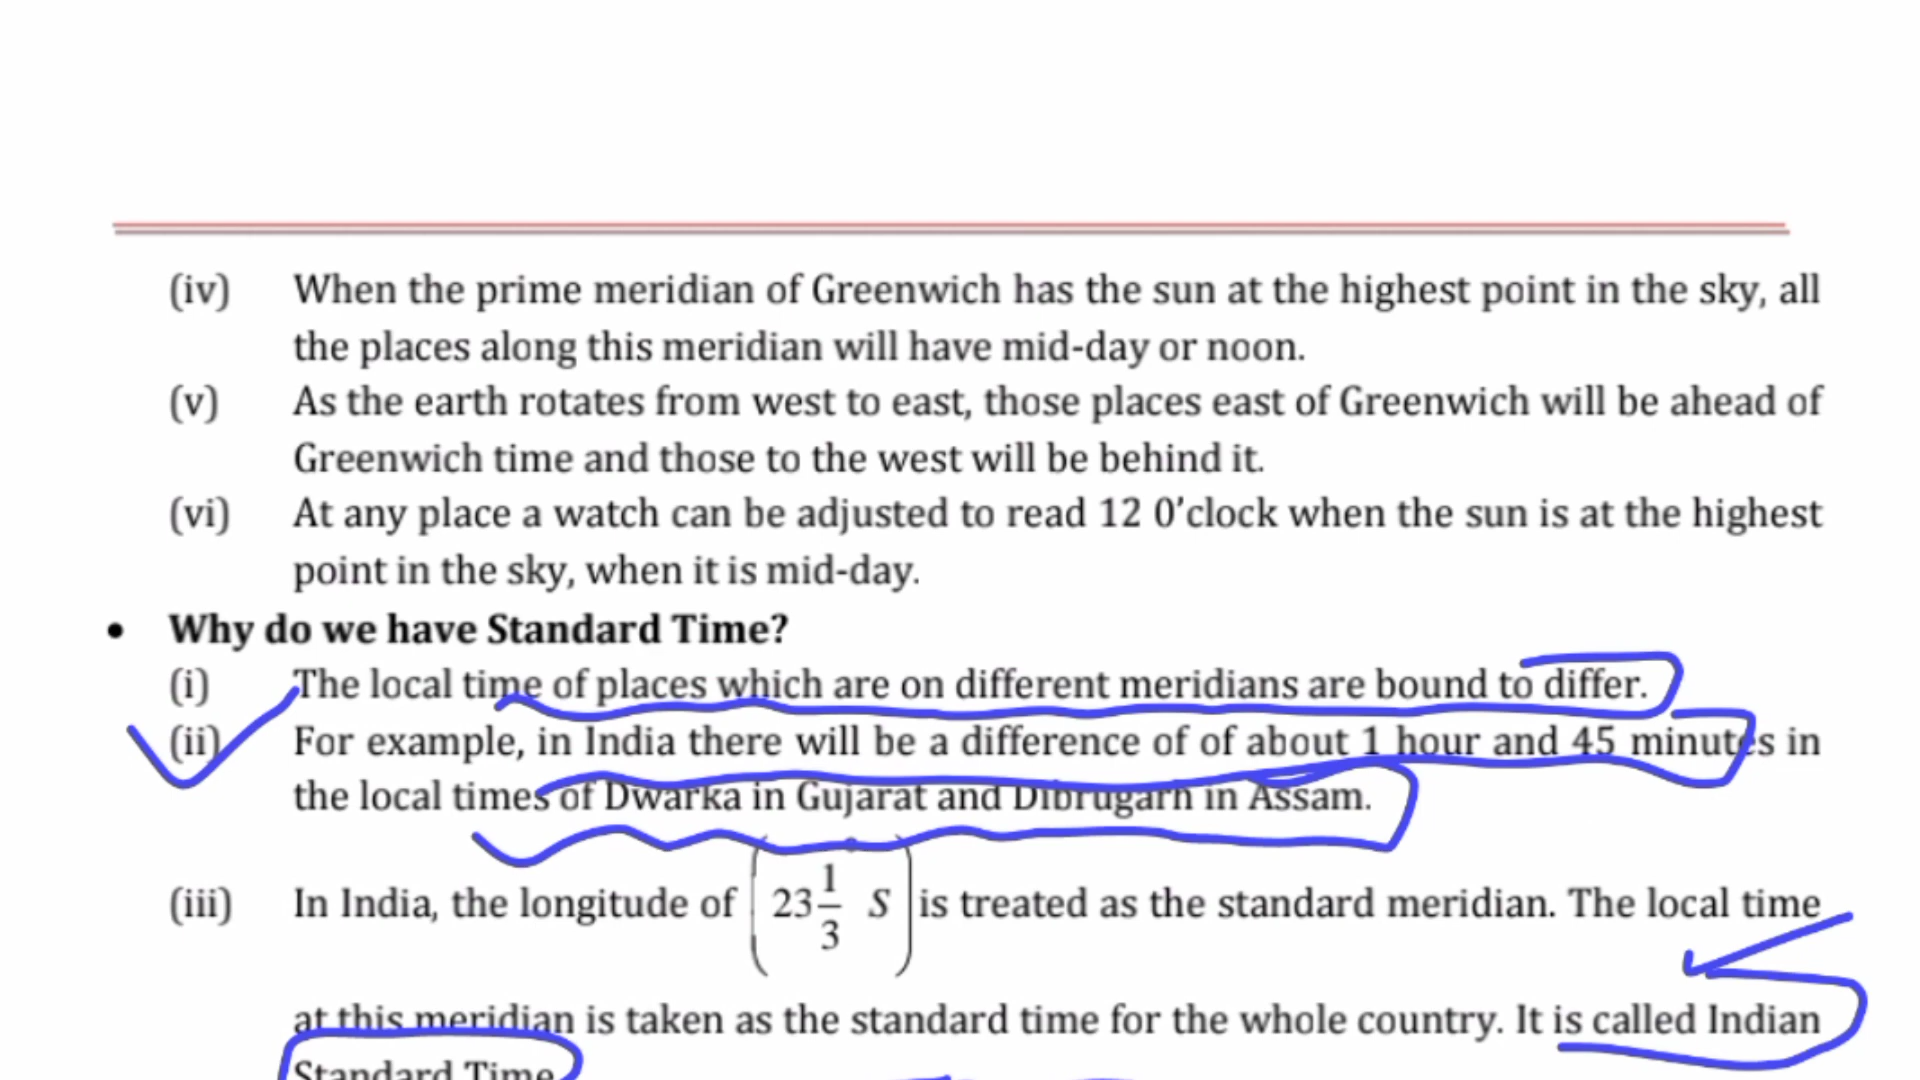 (iv) When the prime meridian of Greenwich has the sun at the highest point in the sky, all
the places along this meridian will have mid-day or noon.
(v) As the earth rotates from west to east, those places east of Greenwich will be ahead of
Greenwich time and those to the west will be behind it.
(vi) At any place a watch can be adjusted to read 12 0'clock when the sun is at the highest
point in the sky, when it is mid-day.
• Why do we have Standard Time?
(i) The local time of places which are on different meridians are bound to differ.
(ii) For example, in India there will be a difference of of about 1 hour and 45 minutes in
the local times of Dwarka in Gujarat and Dibrugarh in Assam.
(iii) In India, the longitude of (23 1/3° S) is treated as the standard meridian. The local time
at this meridian is taken as the standard time for the whole country. It is called Indian
Standard Time